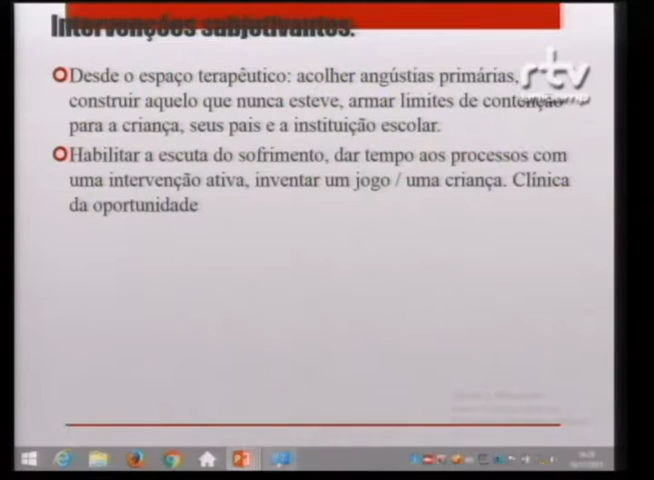 Intervenções subjetivantes.
Desde o espaço terapêutico: acolher angústias primárias,
construir aquelo que nunca esteve, armar limites de contenção
para a criança, seus pais e a instituição escolar.
Habilitar a escuta do sofrimento, dar tempo aos processos com
uma intervenção ativa, inventar um jogo / uma criança. Clínica
da oportunidade
rtv